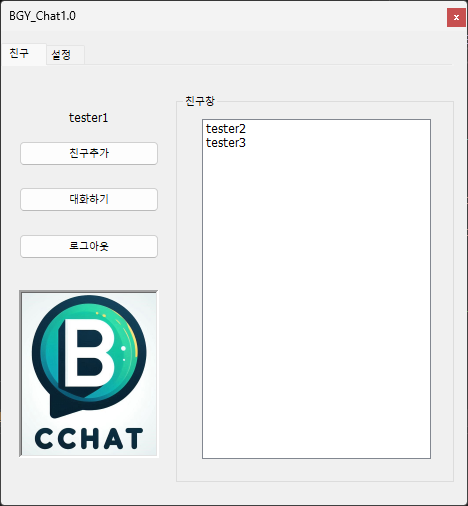 BGY_Chat1.0
x
친구
설정
tester1
친구추가
대화하기
로그아웃
B
CCHAT
친구창
tester2
tester3